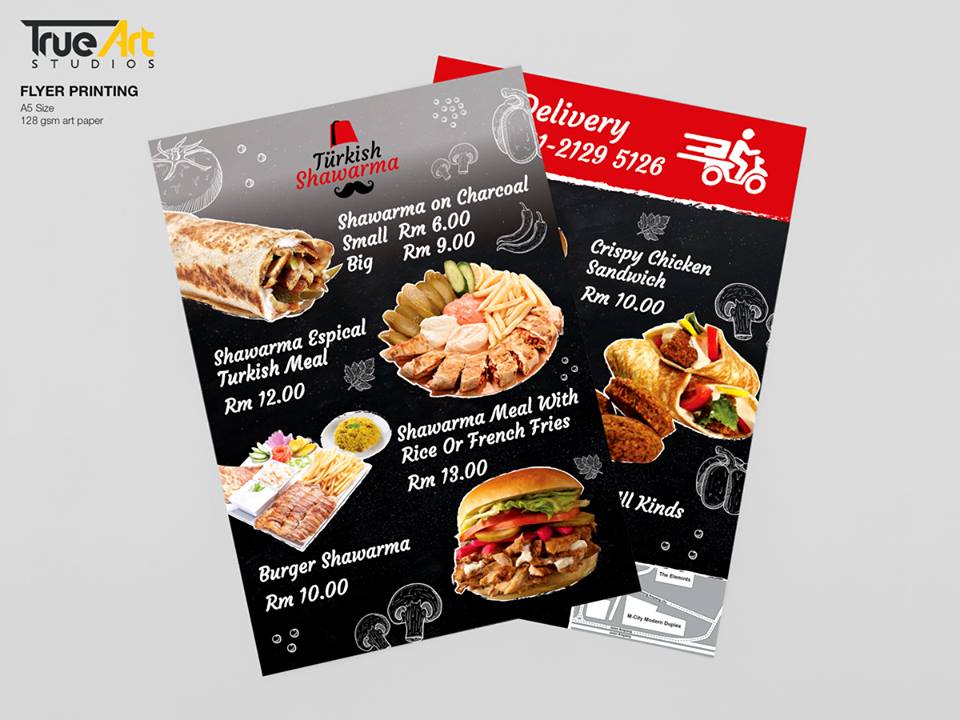 TrueArt
STUDIOS
FLYER PRINTING
A5 Size
128 gsm art paper
Türkish
Shawarma
Shawarma on Charcoal
Small Rm 6.00
Big Rm 9.00
Shawarma Espical
Turkish Meal
Rm 12.00
Shawarma Meal With
Rice Or French Fries
Rm 13.00
Burger Shawarma
Rm 10.00
Delivery
1-2129 5126
Crispy Chicken
Sandwich
Rm 10.00
ll Kinds
The Elements
M-City Modern Duplex